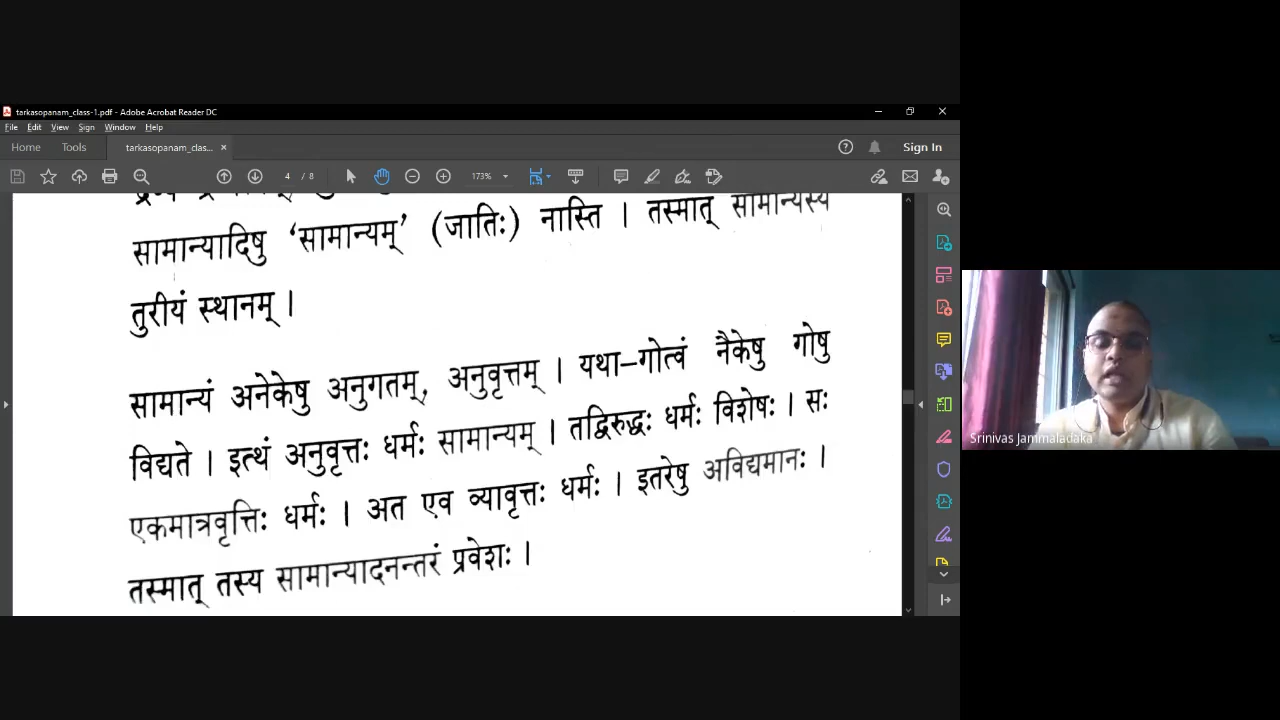 tarkasopanam_class-1.pdf - Adobe Acrobat Reader DC
File Edit View Sign Window Help
Home Tools tarkasopanam_clas... × Sign In
4 / 8 173%
सामान्यादिषु ‘सामान्यम्’ (जातिः) नास्ति । तस्मात् सामान्यस्य
तुरीयं स्थानम् ।
सामान्यं अनेकेषु अनुगतम्, अनुवृत्तम् । यथा–गोत्वं नैकेषु गोषु
विद्यते । इत्थं अनुवृत्तः धर्मः सामान्यम् । तद्विरुद्धः धर्मः विशेषः । सः
एकमात्रवृत्तिः धर्मः । अत एव व्यावृत्तः धर्मः । इतरेषु अविद्यमानः ।
तस्मात् तस्य सामान्यादनन्तरं प्रवेशः ।
Srinivas Jammaladaka